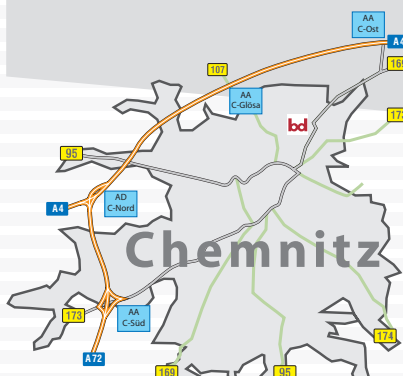 AA
C-Ost
A4
169
107
AA
C-Glösa
173
bd
95
AD
C-Nord
A4
Chemnitz
AA
C-Süd
173
174
A72
169
95